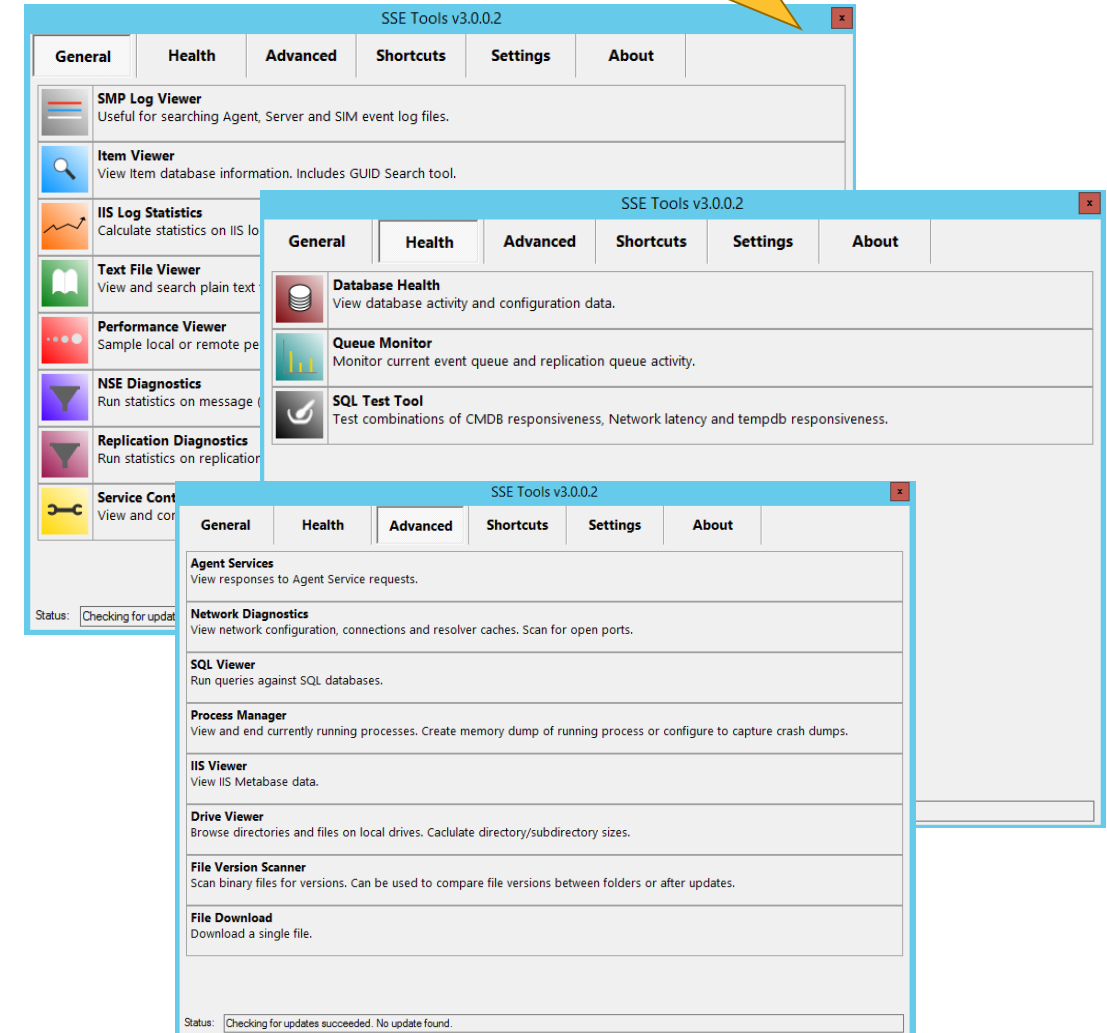 SSE Tools v3.0.0.2
x
General Health Advanced Shortcuts Settings About
SMP Log Viewer
Useful for searching Agent, Server and SIM event log files.
Item Viewer
View Item database information. Includes GUID Search tool.
IIS Log Statistics
Calculate statistics on IIS lo
Text File Viewer
View and search plain text
Performance Viewer
Sample local or remote pe
NSE Diagnostics
Run statistics on message (
Replication Diagnostics
Run statistics on replication
Service Cont
View and cor
Status: Checking for updat
SSE Tools v3.0.0.2
x
General Health Advanced Shortcuts Settings About
Database Health
View database activity and configuration data.
Queue Monitor
Monitor current event queue and replication queue activity.
SQL Test Tool
Test combinations of CMDB responsiveness, Network latency and tempdb responsiveness.
SSE Tools v3.0.0.2
x
General Health Advanced Shortcuts Settings About
Agent Services
View responses to Agent Service requests.
Network Diagnostics
View network configuration, connections and resolver caches. Scan for open ports.
SQL Viewer
Run queries against SQL databases.
Process Manager
View and end currently running processes. Create memory dump of running process or configure to capture crash dumps.
IIS Viewer
View IIS Metabase data.
Drive Viewer
Browse directories and files on local drives. Caclulate directory/subdirectory sizes.
File Version Scanner
Scan binary files for versions. Can be used to compare file versions between folders or after updates.
File Download
Download a single file.
Status: Checking for updates succeeded. No update found.